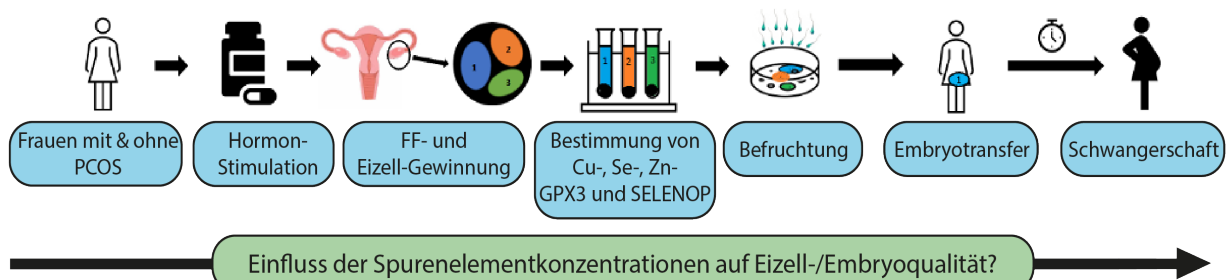 1
2
3
1
2
3
1
Frauen mit & ohne
PCOS
Hormon-
Stimulation
FF- und
Eizell-Gewinnung
Bestimmung von
Cu-, Se-, Zn-
GPX3 und SELENOP
Befruchtung
Embryotransfer
Schwangerschaft
Einfluss der Spurenelementkonzentrationen auf Eizell-/Embryoqualität?